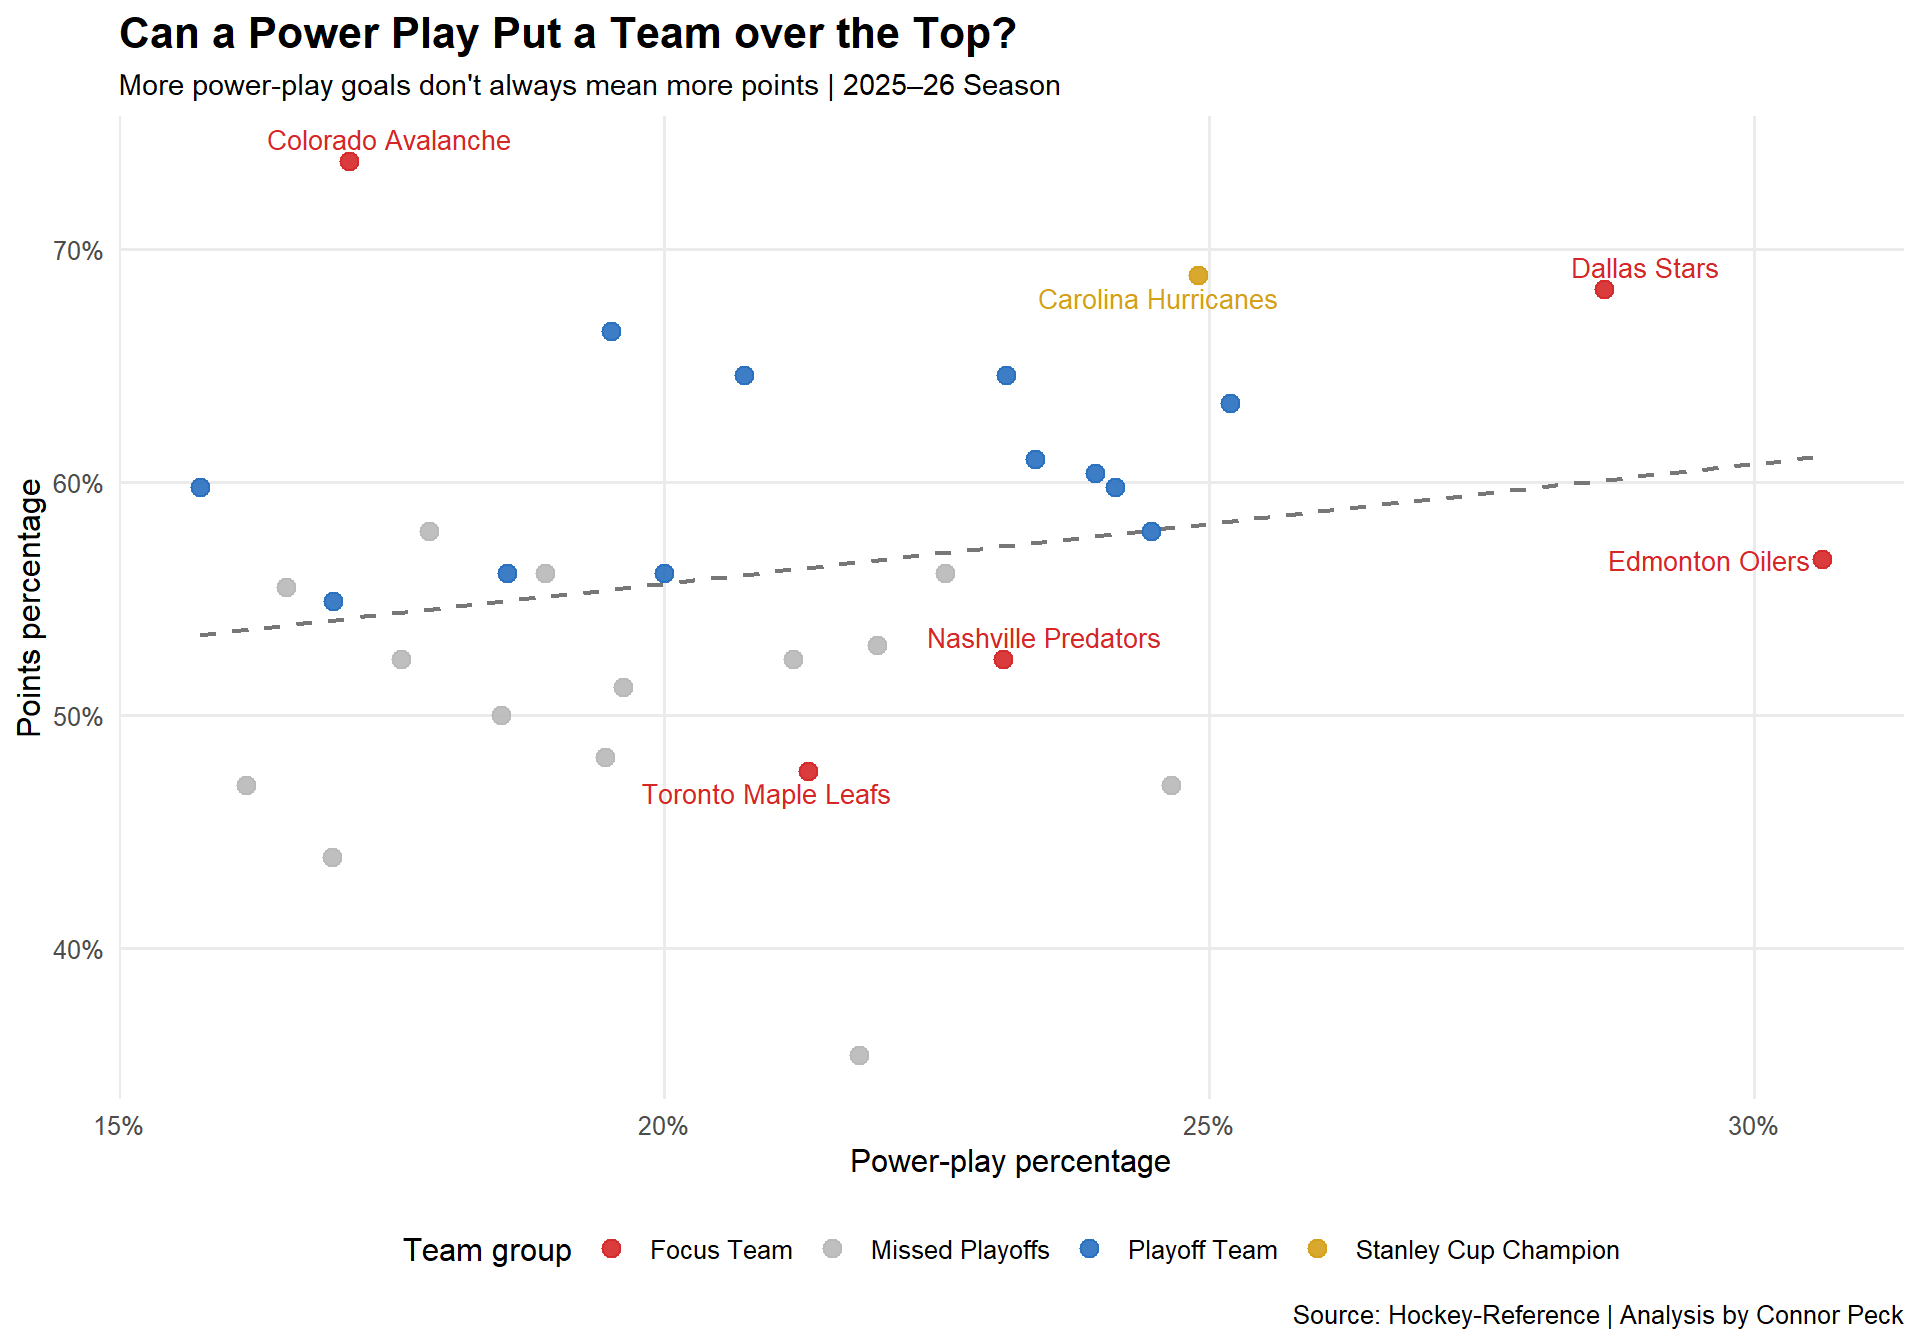 Can a Power Play Put a Team over the Top?
More power-play goals don't always mean more points | 2025–26 Season
Colorado Avalanche
70%
Dallas Stars
Carolina Hurricanes
60%
Edmonton Oilers
Nashville Predators
50%
Toronto Maple Leafs
40%
Points percentage
15%
20%
25%
30%
Power-play percentage
Team group
Focus Team
Missed Playoffs
Playoff Team
Stanley Cup Champion
Source: Hockey-Reference | Analysis by Connor Peck